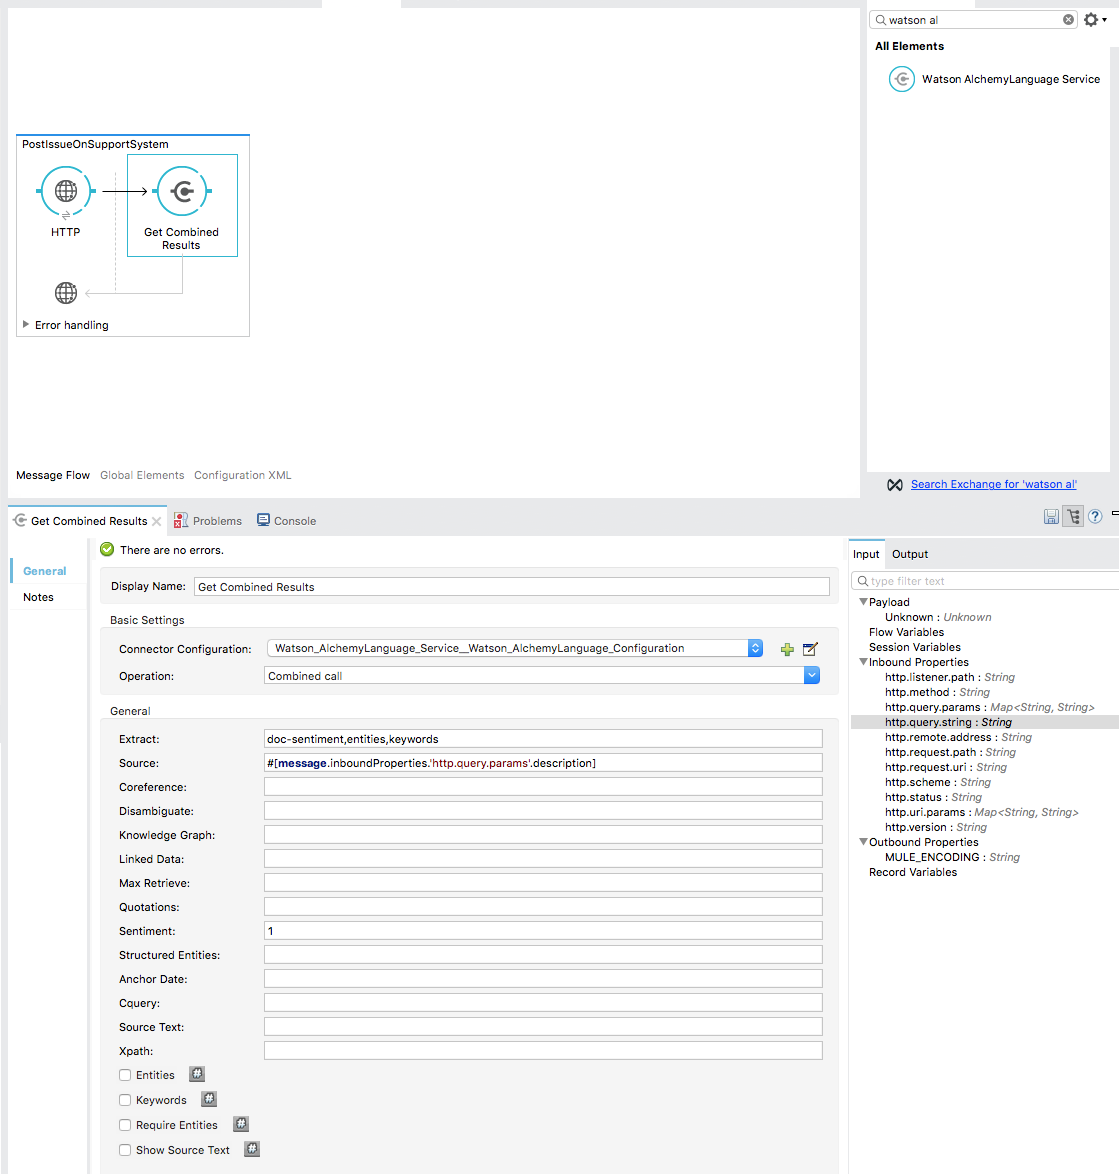 watson al
All Elements
Watson AlchemyLanguage Service
PostIssueOnSupportSystem
HTTP
Get Combined
Results
Error handling
Message Flow Global Elements Configuration XML
Search Exchange for 'watson al'
Get Combined Results Problems Console
There are no errors.
General
Notes
Display Name: Get Combined Results
Basic Settings
Connector Configuration: Watson_AlchemyLanguage_Service__Watson_AlchemyLanguage_Configuration
Operation: Combined call
General
Extract: doc-sentiment,entities,keywords
Source: #[message.inboundProperties.'http.query.params'.description]
Coreference:
Disambiguate:
Knowledge Graph:
Linked Data:
Max Retrieve:
Quotations:
Sentiment: 1
Structured Entities:
Anchor Date:
Cquery:
Source Text:
Xpath:
Entities #
Keywords #
Require Entities #
Show Source Text #
Input Output
type filter text
Payload
Unknown : Unknown
Flow Variables
Session Variables
Inbound Properties
http.listener.path : String
http.method : String
http.query.params : Map<String, String>
http.query.string : String
http.remote.address : String
http.request.path : String
http.request.uri : String
http.scheme : String
http.status : String
http.uri.params : Map<String, String>
http.version : String
Outbound Properties
MULE_ENCODING : String
Record Variables